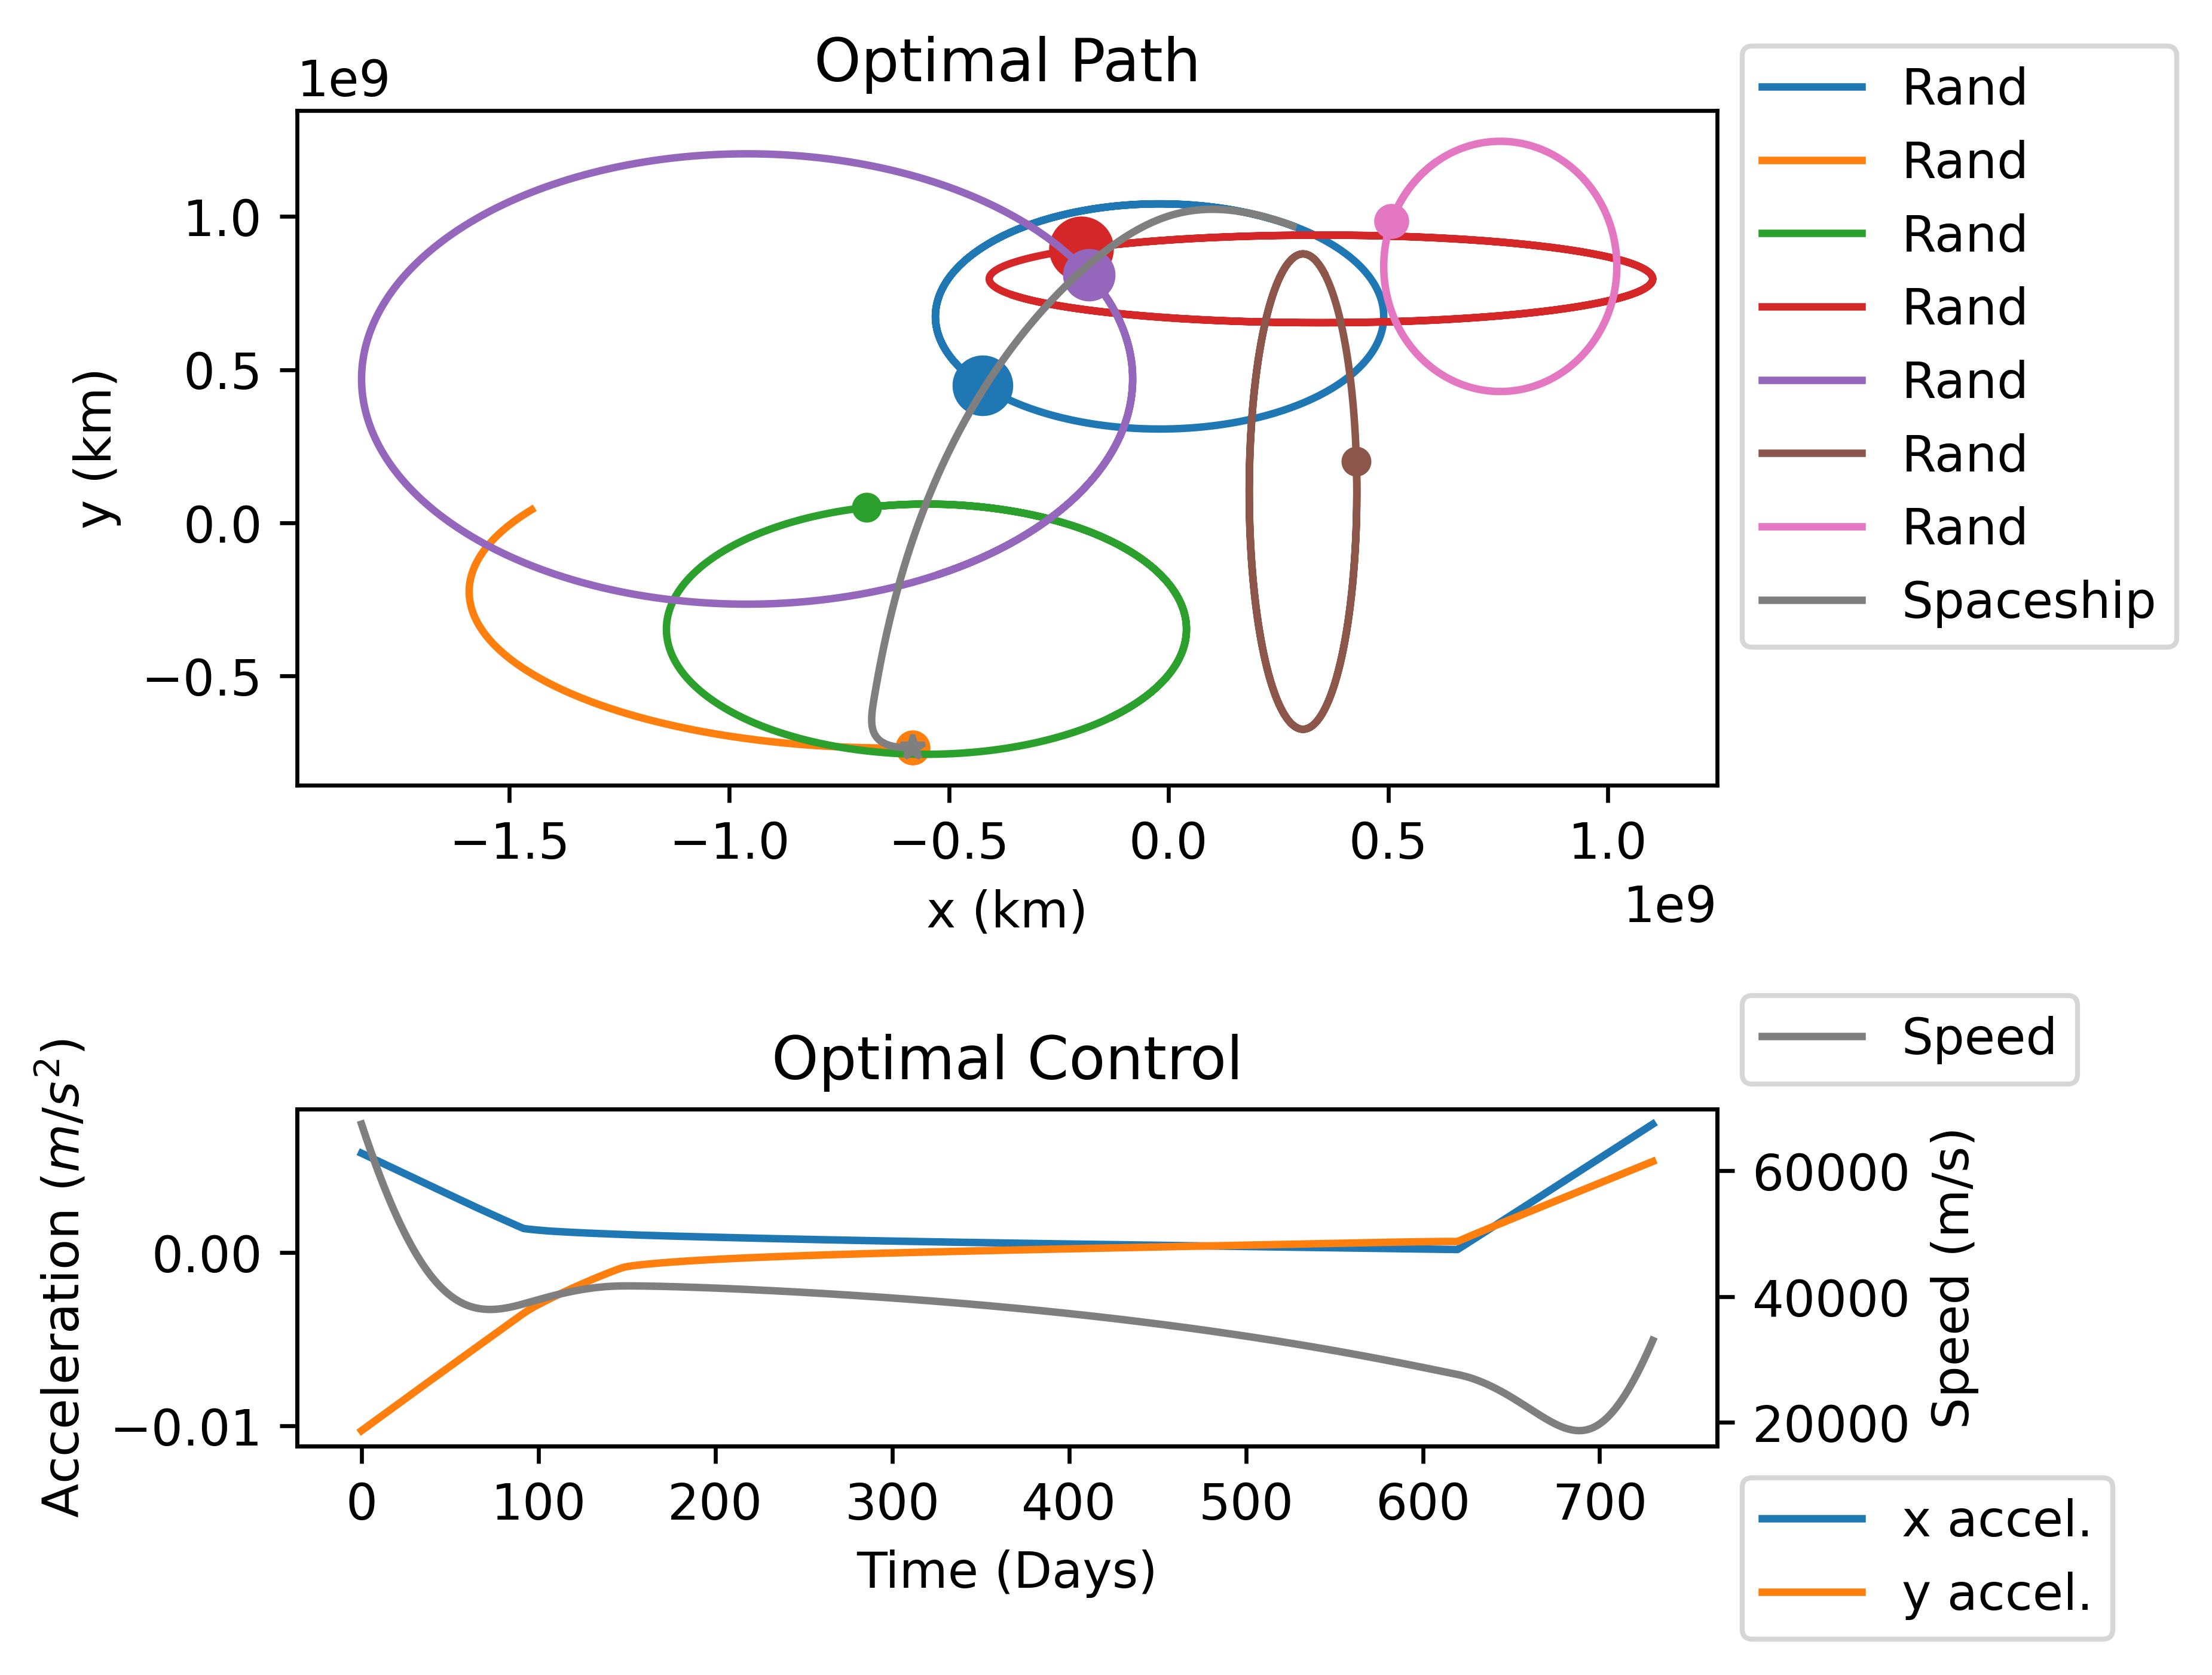 Optimal Path
1e9
1.0
0.5
0.0
−0.5
y (km)
−1.5 −1.0 −0.5 0.0 0.5 1.0
x (km)
1e9
Rand
Rand
Rand
Rand
Rand
Rand
Rand
Spaceship
Optimal Control
Speed
Acceleration (m/s²)
0.00
−0.01
60000
40000
20000
Speed (m/s)
0 100 200 300 400 500 600 700
Time (Days)
x accel.
y accel.